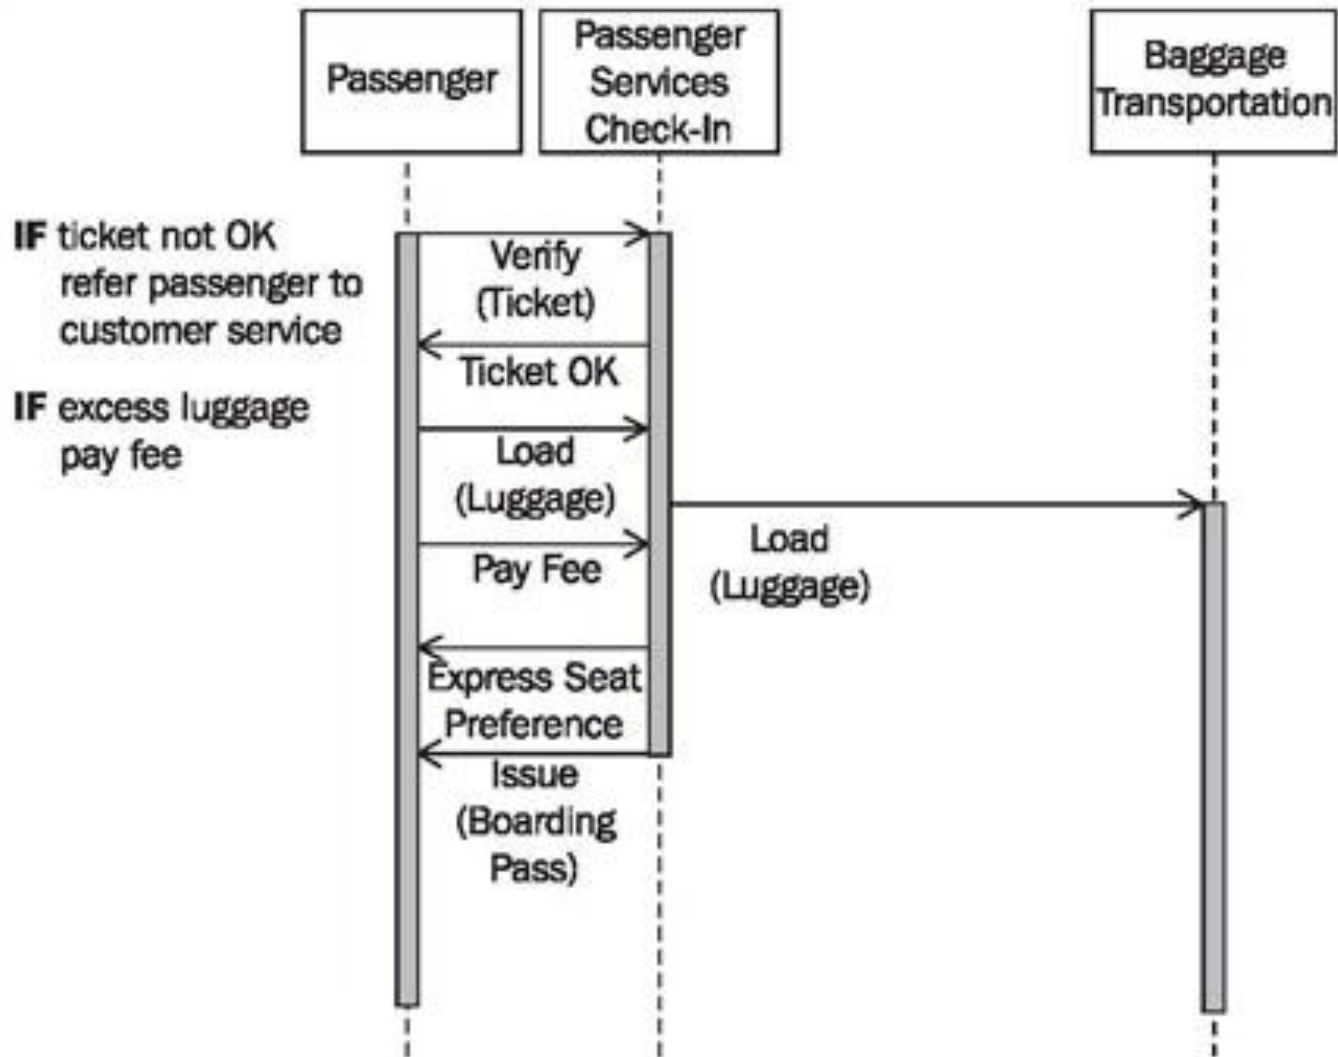 Passenger
Passenger
Services
Check-In
Baggage
Transportation
IF ticket not OK
refer passenger to
customer service
IF excess luggage
pay fee
Verify
(Ticket)
Ticket OK
Load
(Luggage)
Load
(Luggage)
Pay Fee
Express Seat
Preference
Issue
(Boarding
Pass)